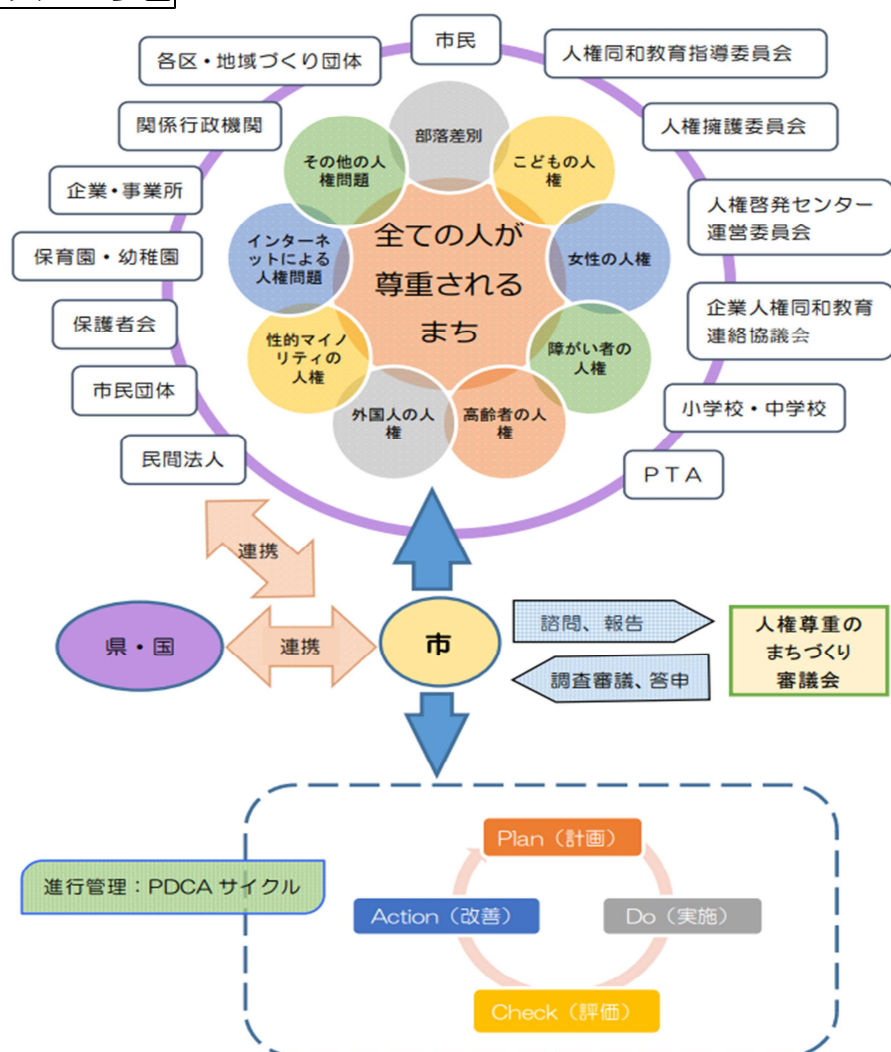 市民
各区・地域づくり団体
人権同和教育指導委員会
関係行政機関
人権擁護委員会
企業・事業所
人権啓発センター
運営委員会
保育園・幼稚園
企業人権同和教育
連絡協議会
保護者会
小学校・中学校
市民団体
PTA
民間法人
部落差別
その他の人
権問題
こどもの人
権
インターネ
ットによる
人権問題
女性の人権
性的マイノ
リティの
人権
障がい者の
人権
外国人の人
権
高齢者の人
権
全ての人が
尊重される
まち
連携
県・国
連携
市
諮問、報告
調査審議、答申
人権尊重の
まちづくり
審議会
進行管理：PDCAサイクル
Plan（計画）
Action（改善）
Do（実施）
Check（評価）